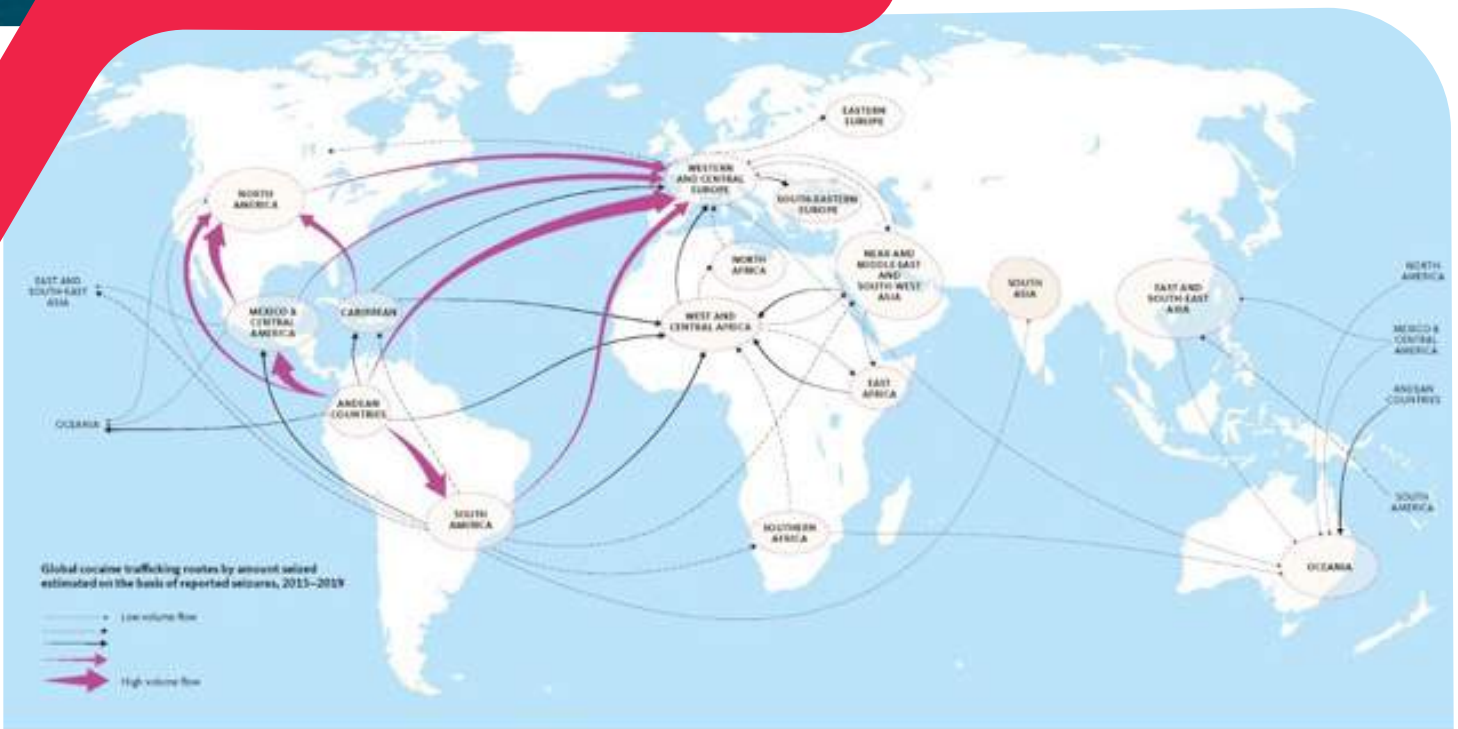 EASTERN
EUROPE
WESTERN
AND CENTRAL
EUROPE
NORTH
AMERICA
SOUTH-EASTERN
EUROPE
NORTH
AFRICA
NEAR AND
MIDDLE EAST
AND
SOUTH-WEST
ASIA
SOUTH
ASIA
EAST AND
SOUTH-EAST
ASIA
NORTH
AMERICA
EAST AND
SOUTH-EAST
ASIA
MEXICO &
CENTRAL
AMERICA
CARIBBEAN
WEST AND
CENTRAL AFRICA
MEXICO &
CENTRAL
AMERICA
EAST
AFRICA
ANDEAN
COUNTRIES
ANDEAN
COUNTRIES
OCEANIA
SOUTH
AMERICA
SOUTH
AMERICA
SOUTHERN
AFRICA
OCEANIA
Global cocaine trafficking routes by amount seized
estimated on the basis of reported seizures, 2015–2019
Low volume flow
High volume flow